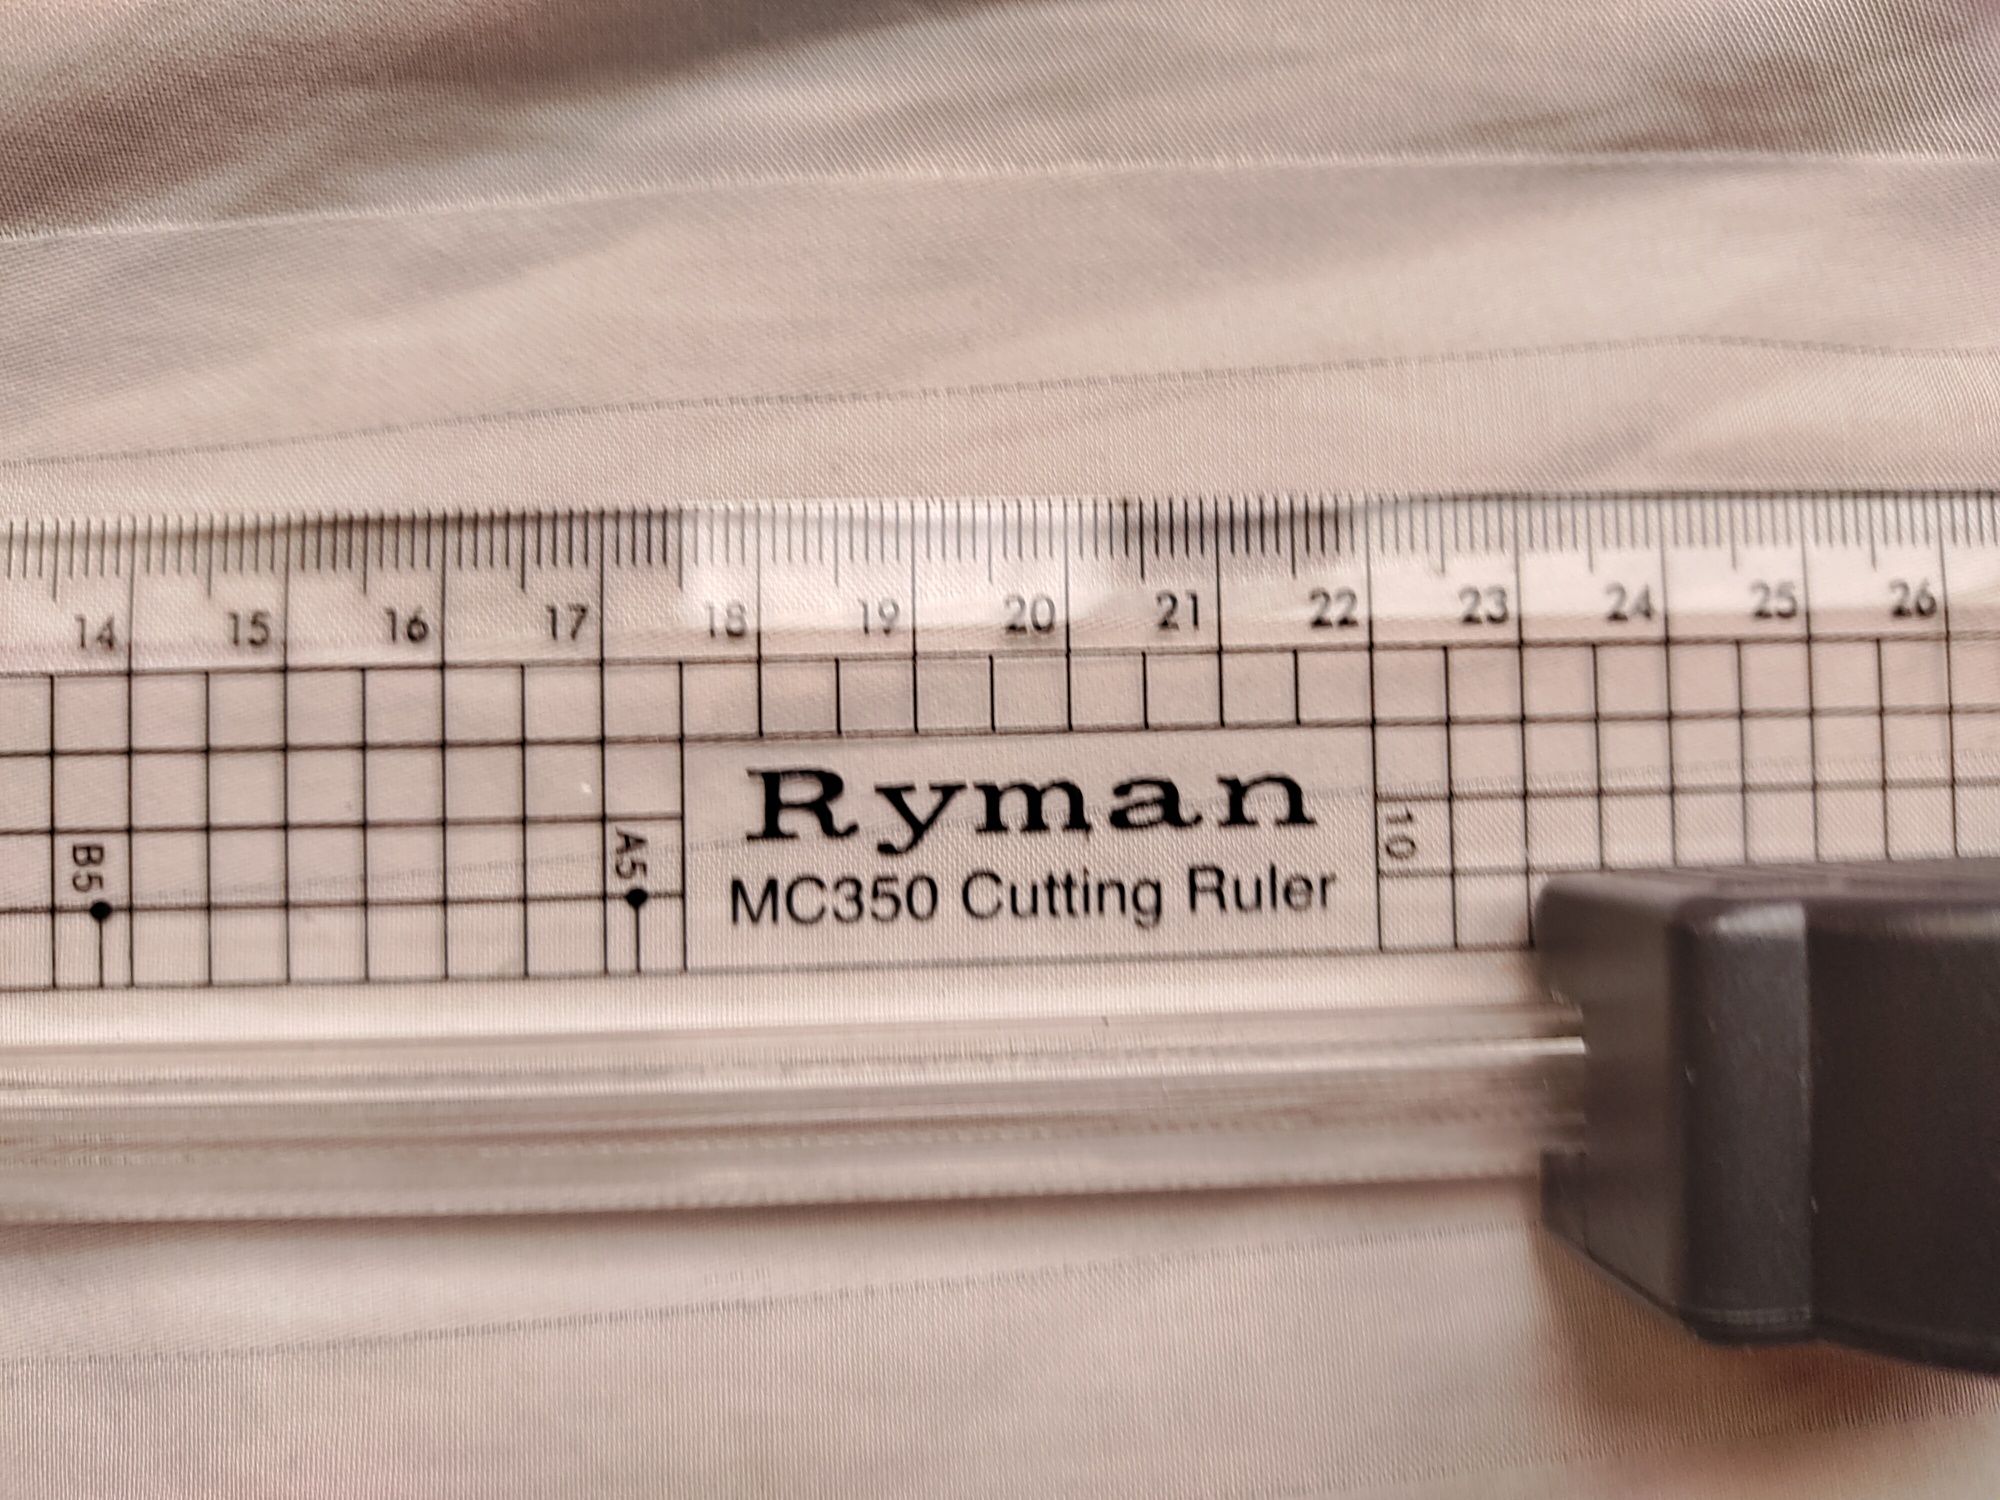 14 15 16 17 18 19 20 21 22 23 24 25 26
B5 A5 10
Ryman
MC350 Cutting Ruler